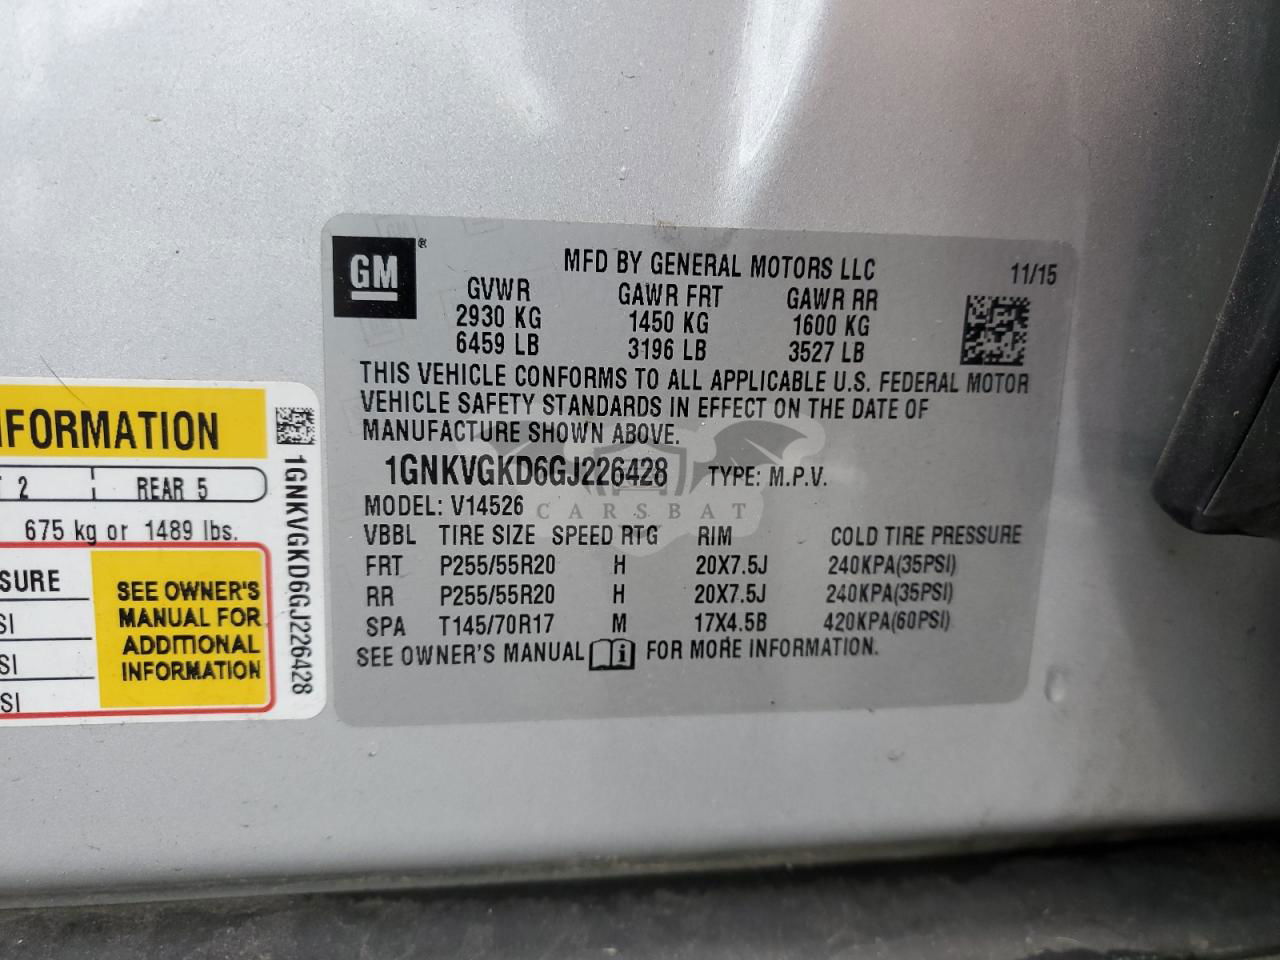 GM ®
MFD BY GENERAL MOTORS LLC 11/15
GVWR GAWR FRT GAWR RR
2930 KG 1450 KG 1600 KG
6459 LB 3196 LB 3527 LB
THIS VEHICLE CONFORMS TO ALL APPLICABLE U.S. FEDERAL MOTOR
VEHICLE SAFETY STANDARDS IN EFFECT ON THE DATE OF
MANUFACTURE SHOWN ABOVE.
1GNKVGKD6GJ226428 TYPE: M.P.V.
MODEL: V14526
CARSBAT
VBBL TIRE SIZE SPEED RTG RIM COLD TIRE PRESSURE
FRT P255/55R20 H 20X7.5J 240KPA(35PSI)
RR P255/55R20 H 20X7.5J 240KPA(35PSI)
SPA T145/70R17 M 17X4.5B 420KPA(60PSI)
SEE OWNER'S MANUAL i FOR MORE INFORMATION.
NFORMATION
2 REAR 5
675 kg or 1489 lbs.
SURE
SI
SI
SI
SEE OWNER'S
MANUAL FOR
ADDITIONAL
INFORMATION
1GNKVGKD6GJ226428